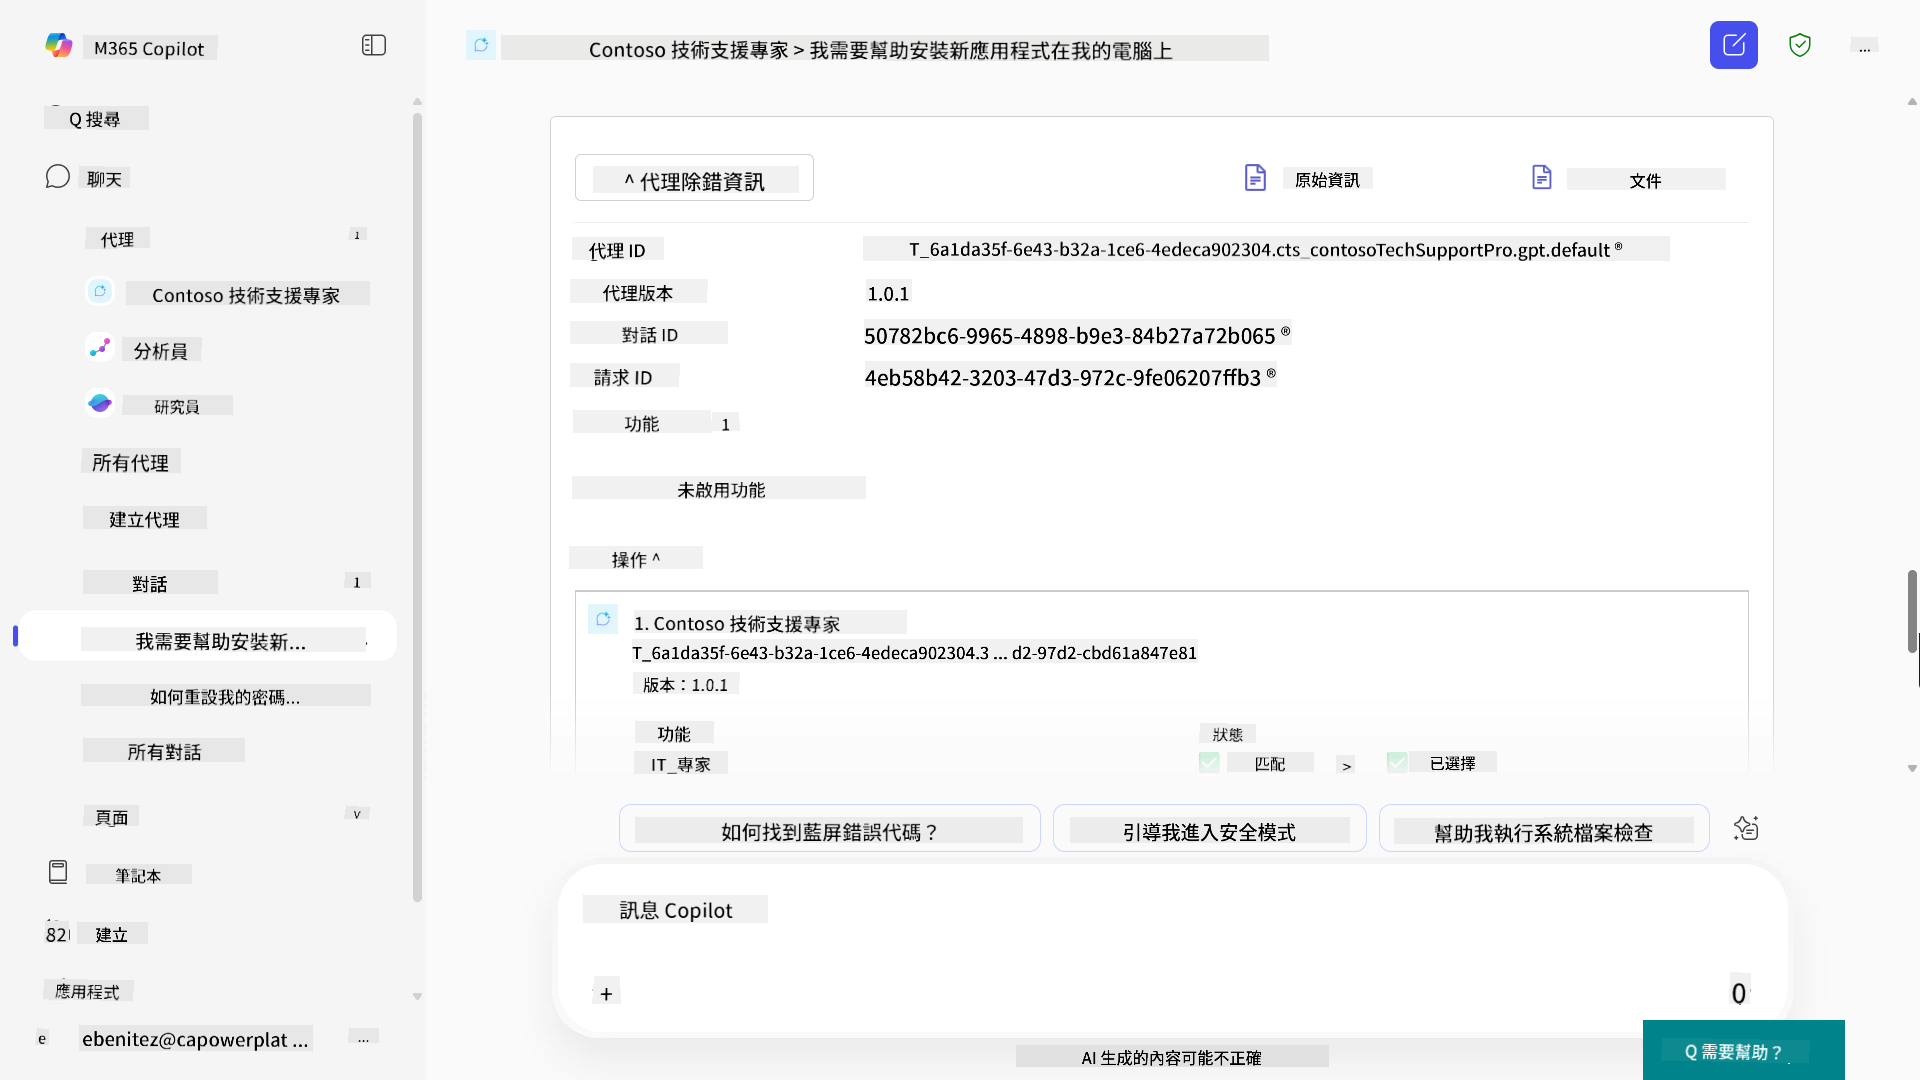 M365 Copilot
Q 搜尋
聊天
代理
1
Contoso 技術支援專家
分析員
研究員
所有代理
建立代理
對話
1
我需要幫助安裝新...
如何重設我的密碼...
所有對話
頁面
v
筆記本
82
建立
應用程式
e
ebenitez@capowerplat ...
...
Contoso 技術支援專家 > 我需要幫助安裝新應用程式在我的電腦上
...
^ 代理除錯資訊
原始資訊
文件
代理 ID
T_6a1da35f-6e43-b32a-1ce6-4edeca902304.cts_contosoTechSupportPro.gpt.default ®
代理版本
1.0.1
對話 ID
50782bc6-9965-4898-b9e3-84b27a72b065 ®
請求 ID
4eb58b42-3203-47d3-972c-9fe06207ffb3 ®
功能
1
未啟用功能
操作 ^
1. Contoso 技術支援專家
T_6a1da35f-6e43-b32a-1ce6-4edeca902304.3 ... d2-97d2-cbd61a847e81
版本：1.0.1
功能
狀態
IT_專家
匹配
>
已選擇
如何找到藍屏錯誤代碼？
引導我進入安全模式
幫助我執行系統檔案檢查
訊息 Copilot
+
0
AI 生成的內容可能不正確
Q 需要幫助？